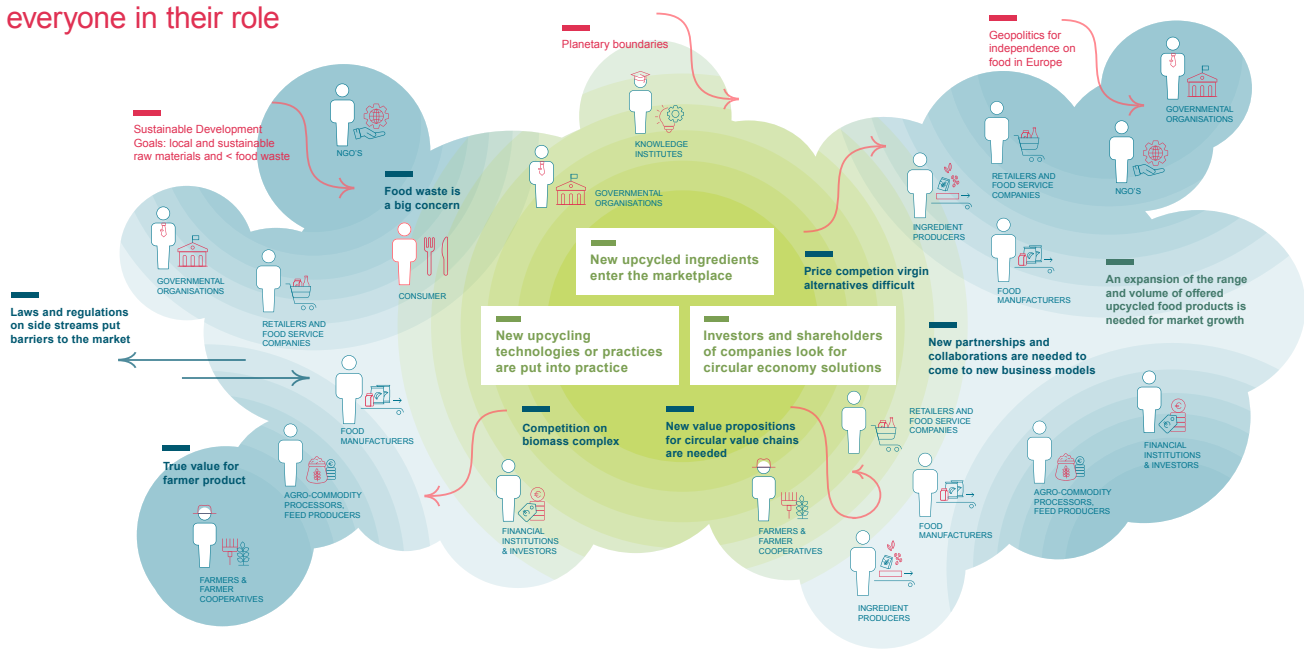 everyone in their role
Planetary boundaries
Geopolitics for
independence on
food in Europe
Sustainable Development
Goals: local and sustainable
raw materials and < food waste
NGO'S
KNOWLEDGE
INSTITUTES
GOVERNMENTAL
ORGANISATIONS
RETAILERS AND
FOOD SERVICE
COMPANIES
NGO'S
Food waste is
a big concern
GOVERNMENTAL
ORGANISATIONS
INGREDIENT
PRODUCERS
GOVERNMENTAL
ORGANISATIONS
CONSUMER
New upcycled ingredients
enter the marketplace
Price competion virgin
alternatives difficult
FOOD
MANUFACTURERS
An expansion of the range
and volume of offered
upcycled food products is
needed for market growth
Laws and regulations
on side streams put
barriers to the market
RETAILERS AND
FOOD SERVICE
COMPANIES
New upcycling
technologies or practices
are put into practice
Investors and shareholders
of companies look for
circular economy solutions
New partnerships and
collaborations are needed to
come to new business models
FOOD
MANUFACTURERS
Competition on
biomass complex
New value propositions
for circular value chains
are needed
RETAILERS AND
FOOD SERVICE
COMPANIES
FINANCIAL
INSTITUTIONS
& INVESTORS
True value for
farmer product
AGRO-COMMODITY
PROCESSORS,
FEED PRODUCERS
FINANCIAL
INSTITUTIONS
& INVESTORS
FARMERS &
FARMER
COOPERATIVES
FOOD
MANUFACTURERS
AGRO-COMMODITY
PROCESSORS,
FEED PRODUCERS
FARMERS &
FARMER
COOPERATIVES
INGREDIENT
PRODUCERS